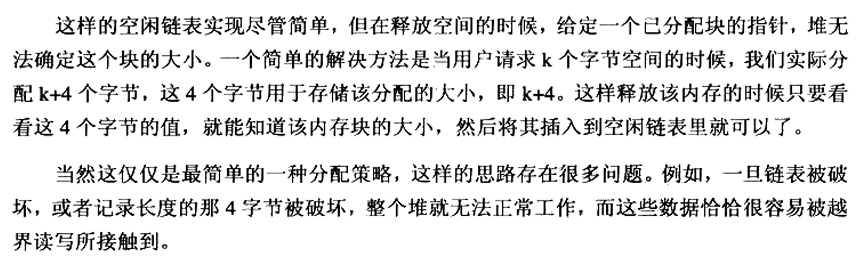 这样的空闲链表实现尽管简单，但在释放空间的时候，给定一个已分配块的指针，堆无
法确定这个块的大小。一个简单的解决方法是当用户请求 k 个字节空间的时候，我们实际分
配 k+4 个字节，这 4 个字节用于存储该分配的大小，即 k+4。这样释放该内存的时候只要看
看这 4 个字节的值，就能知道该内存块的大小，然后将其插入到空闲链表里就可以了。
当然这仅仅是最简单的一种分配策略，这样的思路存在很多问题。例如，一旦链表被破
坏，或者记录长度的那 4 字节被破坏，整个堆就无法正常工作，而这些数据恰恰很容易被越
界读写所接触到。